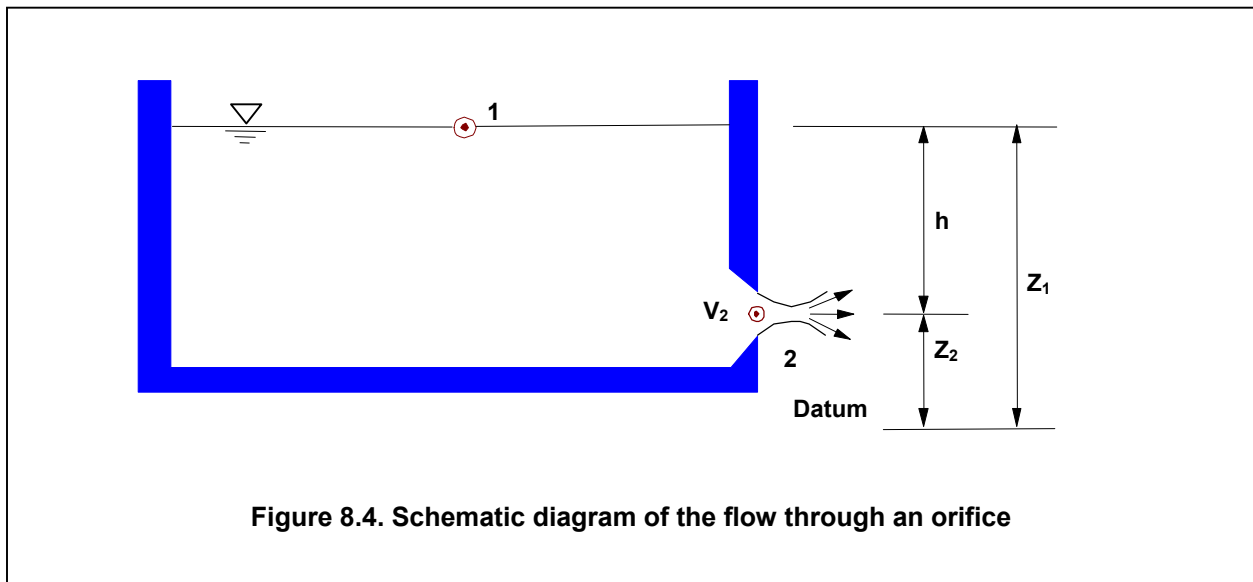 1
h
Z₁
V₂
Z₂
2
Datum
Figure 8.4. Schematic diagram of the flow through an orifice